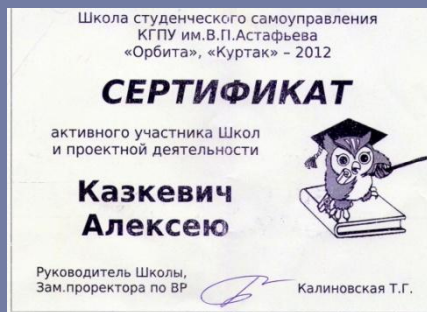 Школа студенческого самоуправления
КГПУ им.В.П.Астафьева
«Орбита», «Куртак» – 2012
СЕРТИФИКАТ
активного участника Школ
и проектной деятельности
Казкевич
Алексею
Руководитель Школы,
Зам.проректора по ВР
Калиновская Т.Г.